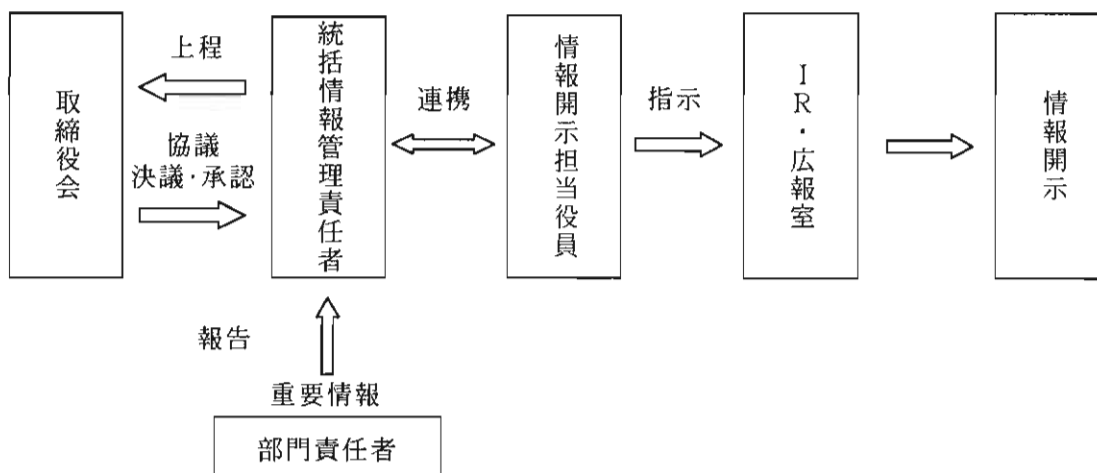 取締役会
上程
協議
決議・承認
統括情報管理責任者
連携
情報開示担当役員
指示
IR・広報室
情報開示
報告
重要情報
部門責任者